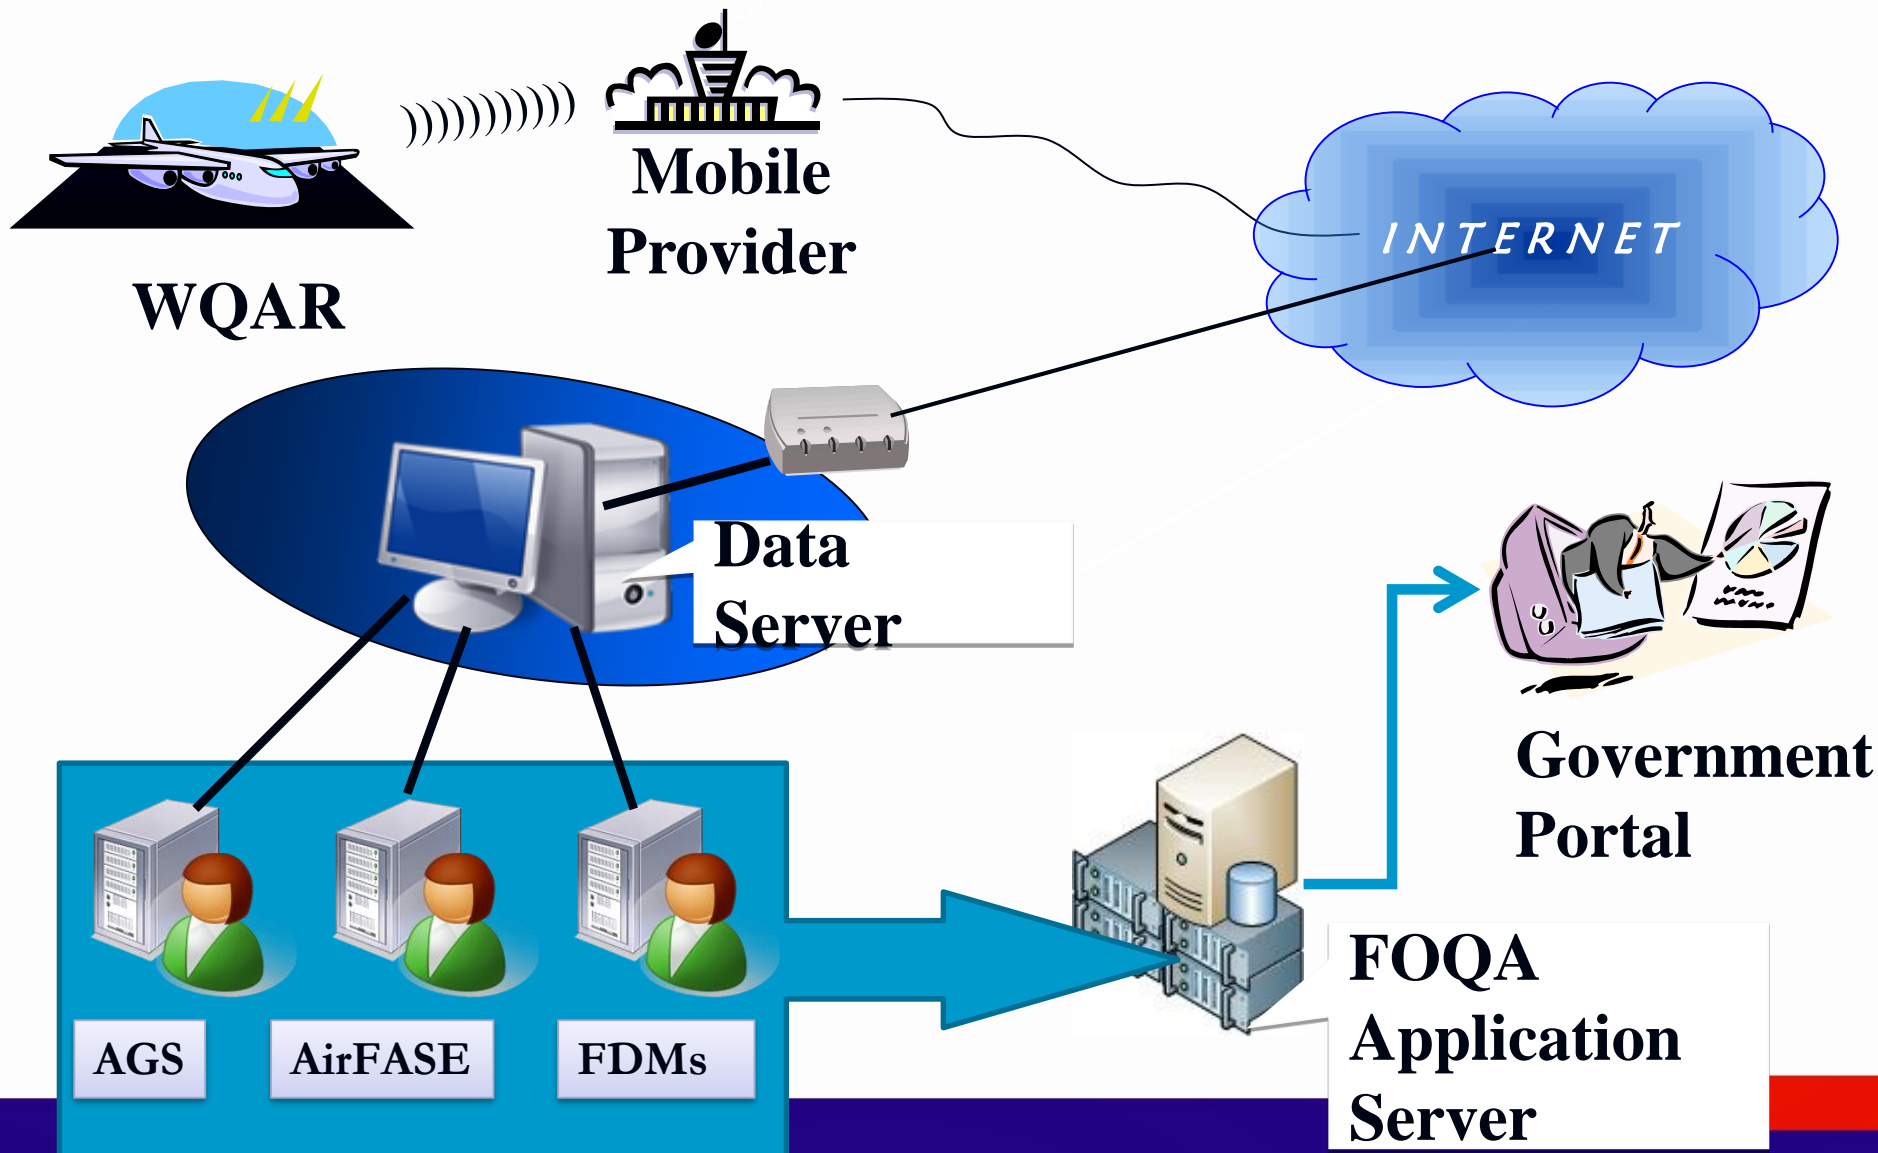 Mobile
Provider
INTERNET
WQAR
Data
Server
Government
Portal
FOQA
Application
Server
AGS
AirFASE
FDMs